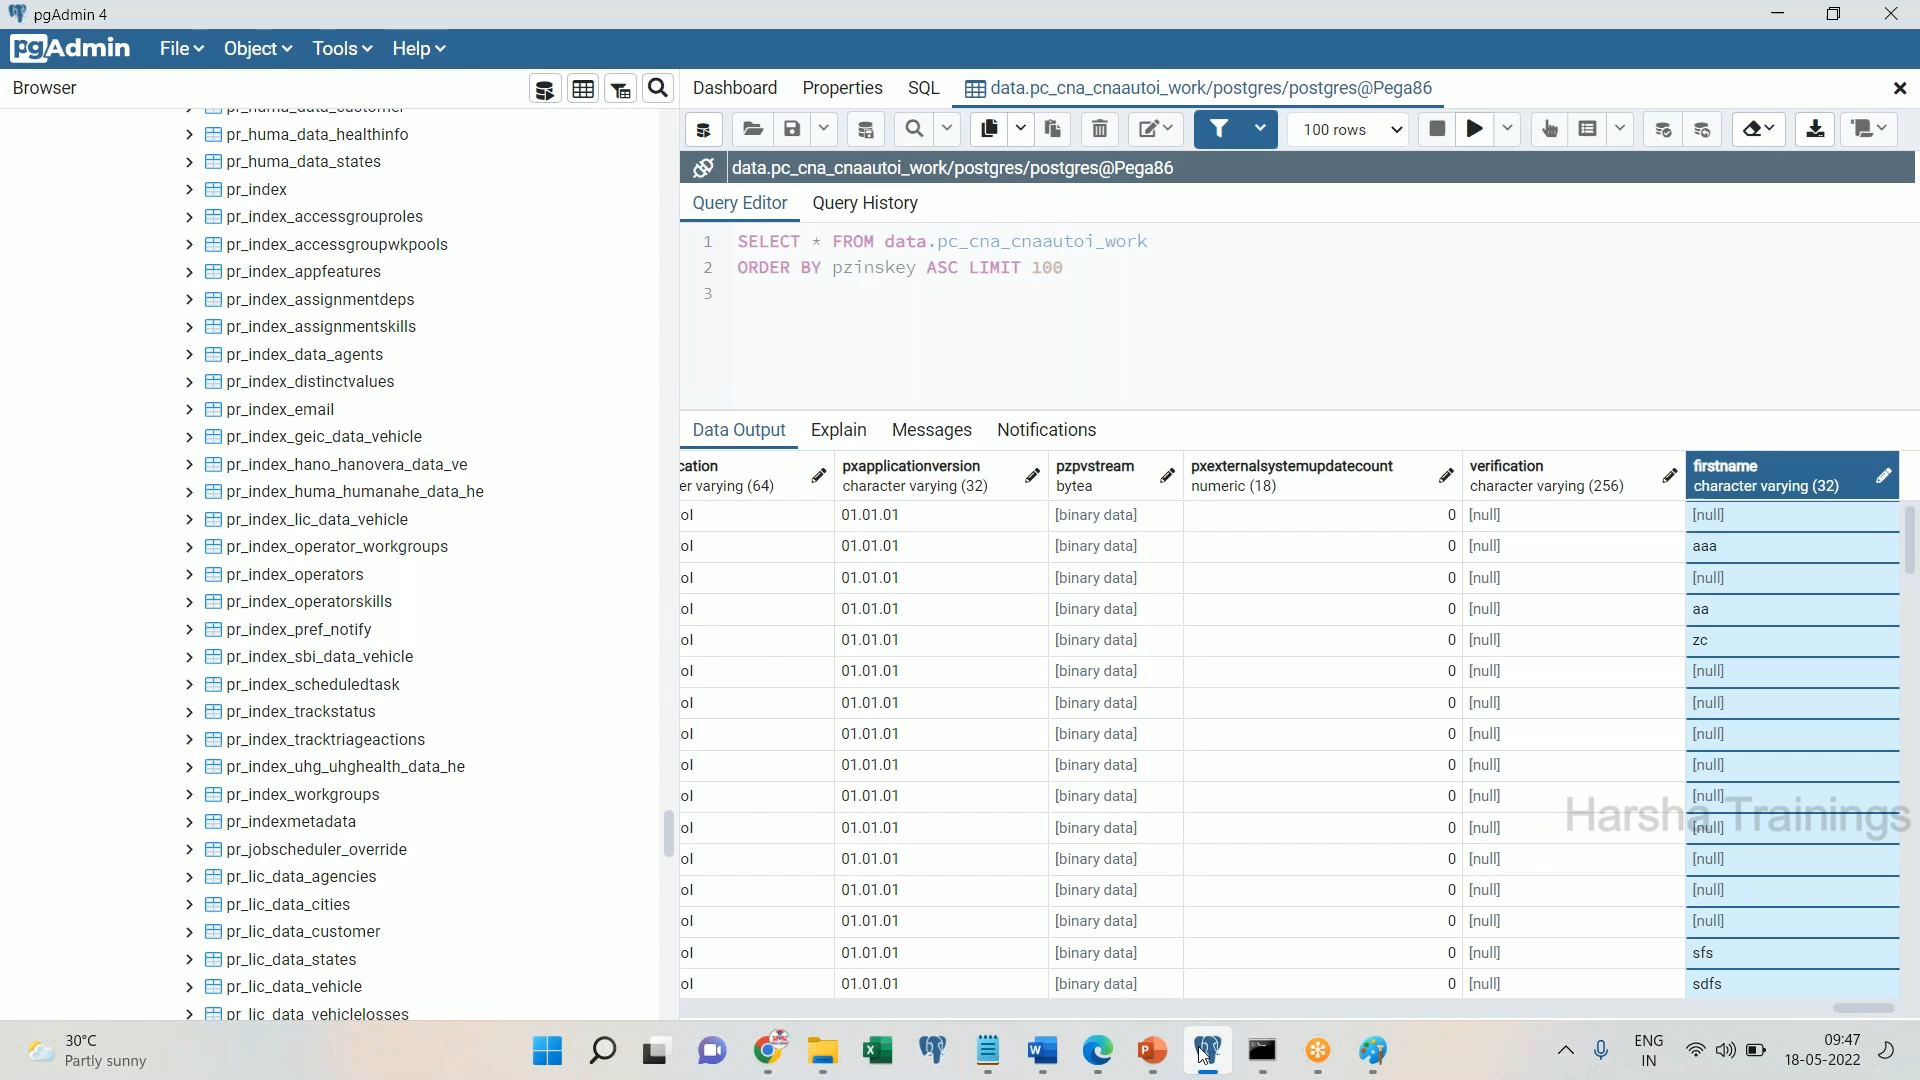 pgAdmin 4
pgAdmin File Object Tools Help
Browser
Dashboard Properties SQL data.pc_cna_cnaautoi_work/postgres/postgres@Pega86
100 rows
data.pc_cna_cnaautoi_work/postgres/postgres@Pega86
Query Editor Query History
1 SELECT * FROM data.pc_cna_cnaautoi_work
2 ORDER BY pzinskey ASC LIMIT 100
3
pr_huma_data_customer
pr_huma_data_healthinfo
pr_huma_data_states
pr_index
pr_index_accessgrouproles
pr_index_accessgroupwkpools
pr_index_appfeatures
pr_index_assignmentdeps
pr_index_assignmentskills
pr_index_data_agents
pr_index_distinctvalues
pr_index_email
pr_index_geic_data_vehicle
pr_index_hano_hanovera_data_ve
pr_index_huma_humanahe_data_he
pr_index_lic_data_vehicle
pr_index_operator_workgroups
pr_index_operators
pr_index_operatorskills
pr_index_pref_notify
pr_index_sbi_data_vehicle
pr_index_scheduledtask
pr_index_trackstatus
pr_index_tracktriageactions
pr_index_uhg_uhghealth_data_he
pr_index_workgroups
pr_indexmetadata
pr_jobscheduler_override
pr_lic_data_agencies
pr_lic_data_cities
pr_lic_data_customer
pr_lic_data_states
pr_lic_data_vehicle
pr_lic_data_vehiclelosses
Data Output Explain Messages Notifications
cation pxapplicationversion pzpvstream pxexternalsystemupdatecount verification firstname
er varying (64) character varying (32) bytea numeric (18) character varying (256) character varying (32)
ol 01.01.01 [binary data] 0 [null] [null]
ol 01.01.01 [binary data] 0 [null] aaa
ol 01.01.01 [binary data] 0 [null] [null]
ol 01.01.01 [binary data] 0 [null] aa
ol 01.01.01 [binary data] 0 [null] zc
ol 01.01.01 [binary data] 0 [null] [null]
ol 01.01.01 [binary data] 0 [null] [null]
ol 01.01.01 [binary data] 0 [null] [null]
ol 01.01.01 [binary data] 0 [null] [null]
ol 01.01.01 [binary data] 0 [null] [null]
Harsha Trainings
ol 01.01.01 [binary data] 0 [null] [null]
ol 01.01.01 [binary data] 0 [null] [null]
ol 01.01.01 [binary data] 0 [null] [null]
ol 01.01.01 [binary data] 0 [null] [null]
ol 01.01.01 [binary data] 0 [null] sfs
ol 01.01.01 [binary data] 0 [null] sdfs
30°C
Partly sunny
ENG
IN
09:47
18-05-2022